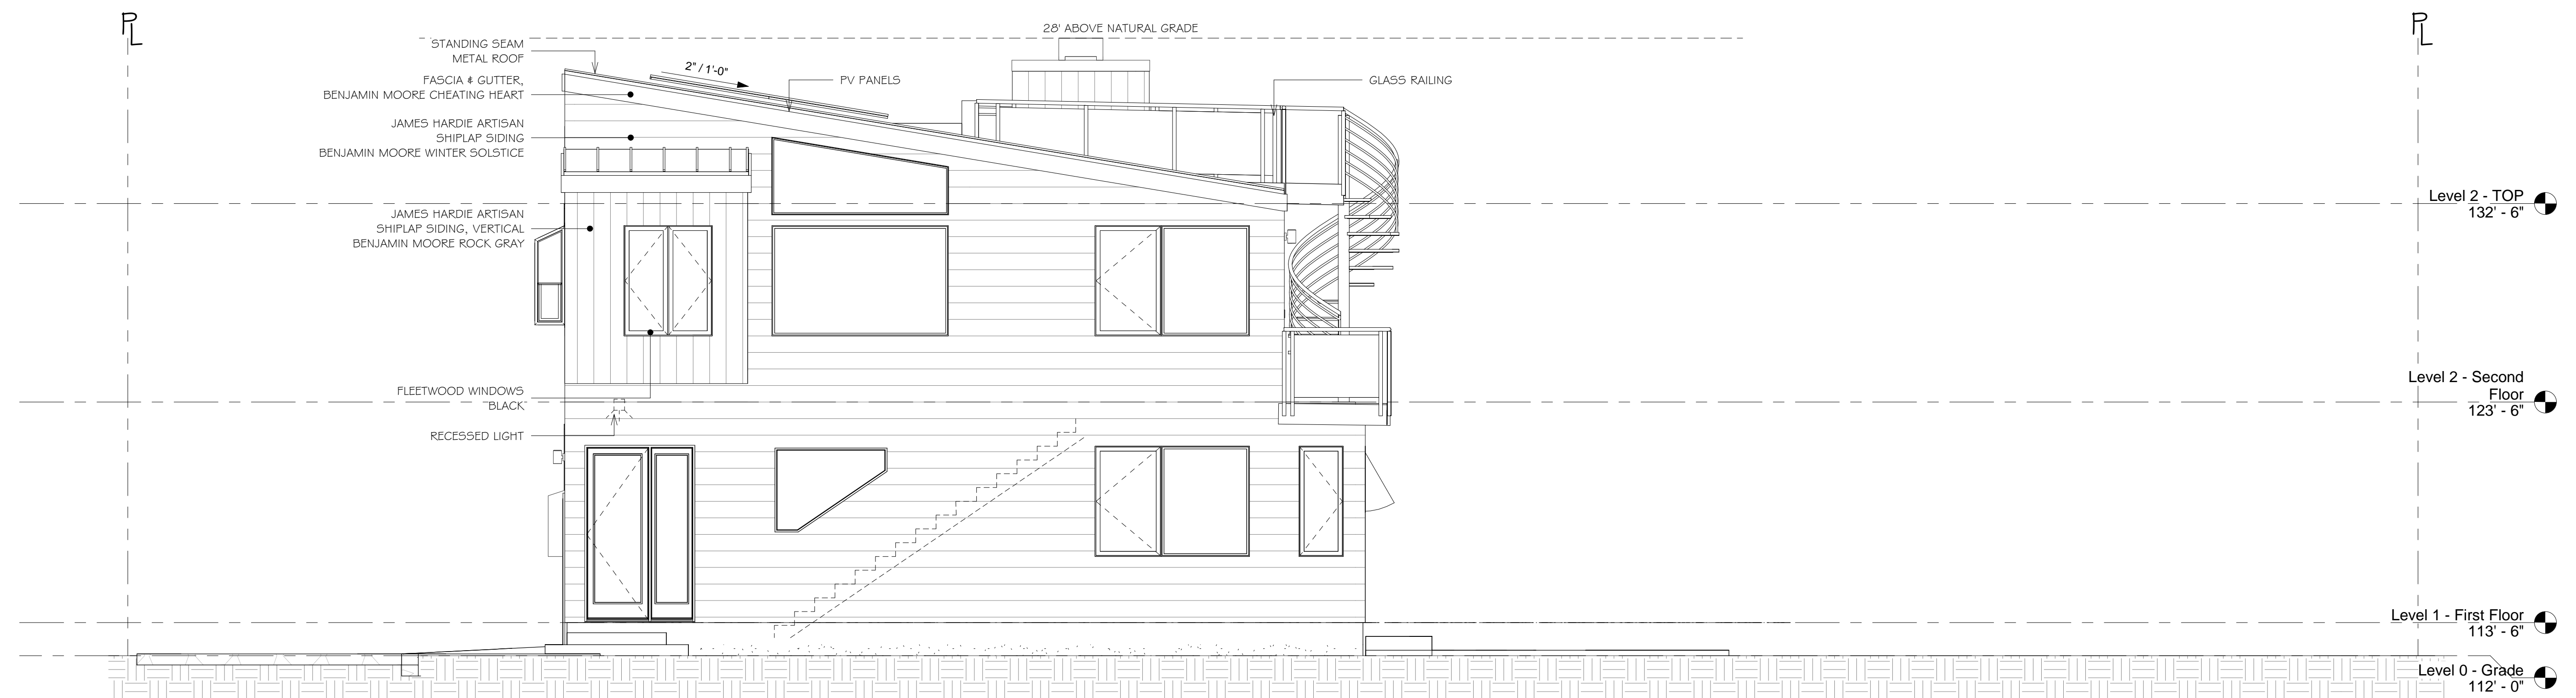 PL
PL
28' ABOVE NATURAL GRADE
STANDING SEAM
METAL ROOF
2" / 1'-0"
FASCIA & GUTTER,
BENJAMIN MOORE CHEATING HEART
PV PANELS
GLASS RAILING
JAMES HARDIE ARTISAN
SHIPLAP SIDING
BENJAMIN MOORE WINTER SOLSTICE
Level 2 - TOP
132' - 6"
JAMES HARDIE ARTISAN
SHIPLAP SIDING, VERTICAL
BENJAMIN MOORE ROCK GRAY
Level 2 - Second
Floor
123' - 6"
FLEETWOOD WINDOWS
BLACK
RECESSED LIGHT
Level 1 - First Floor
113' - 6"
Level 0 - Grade
112' - 0"